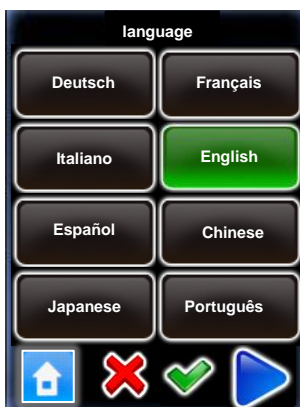 language
Deutsch Français
Italiano English
Español Chinese
Japanese Português